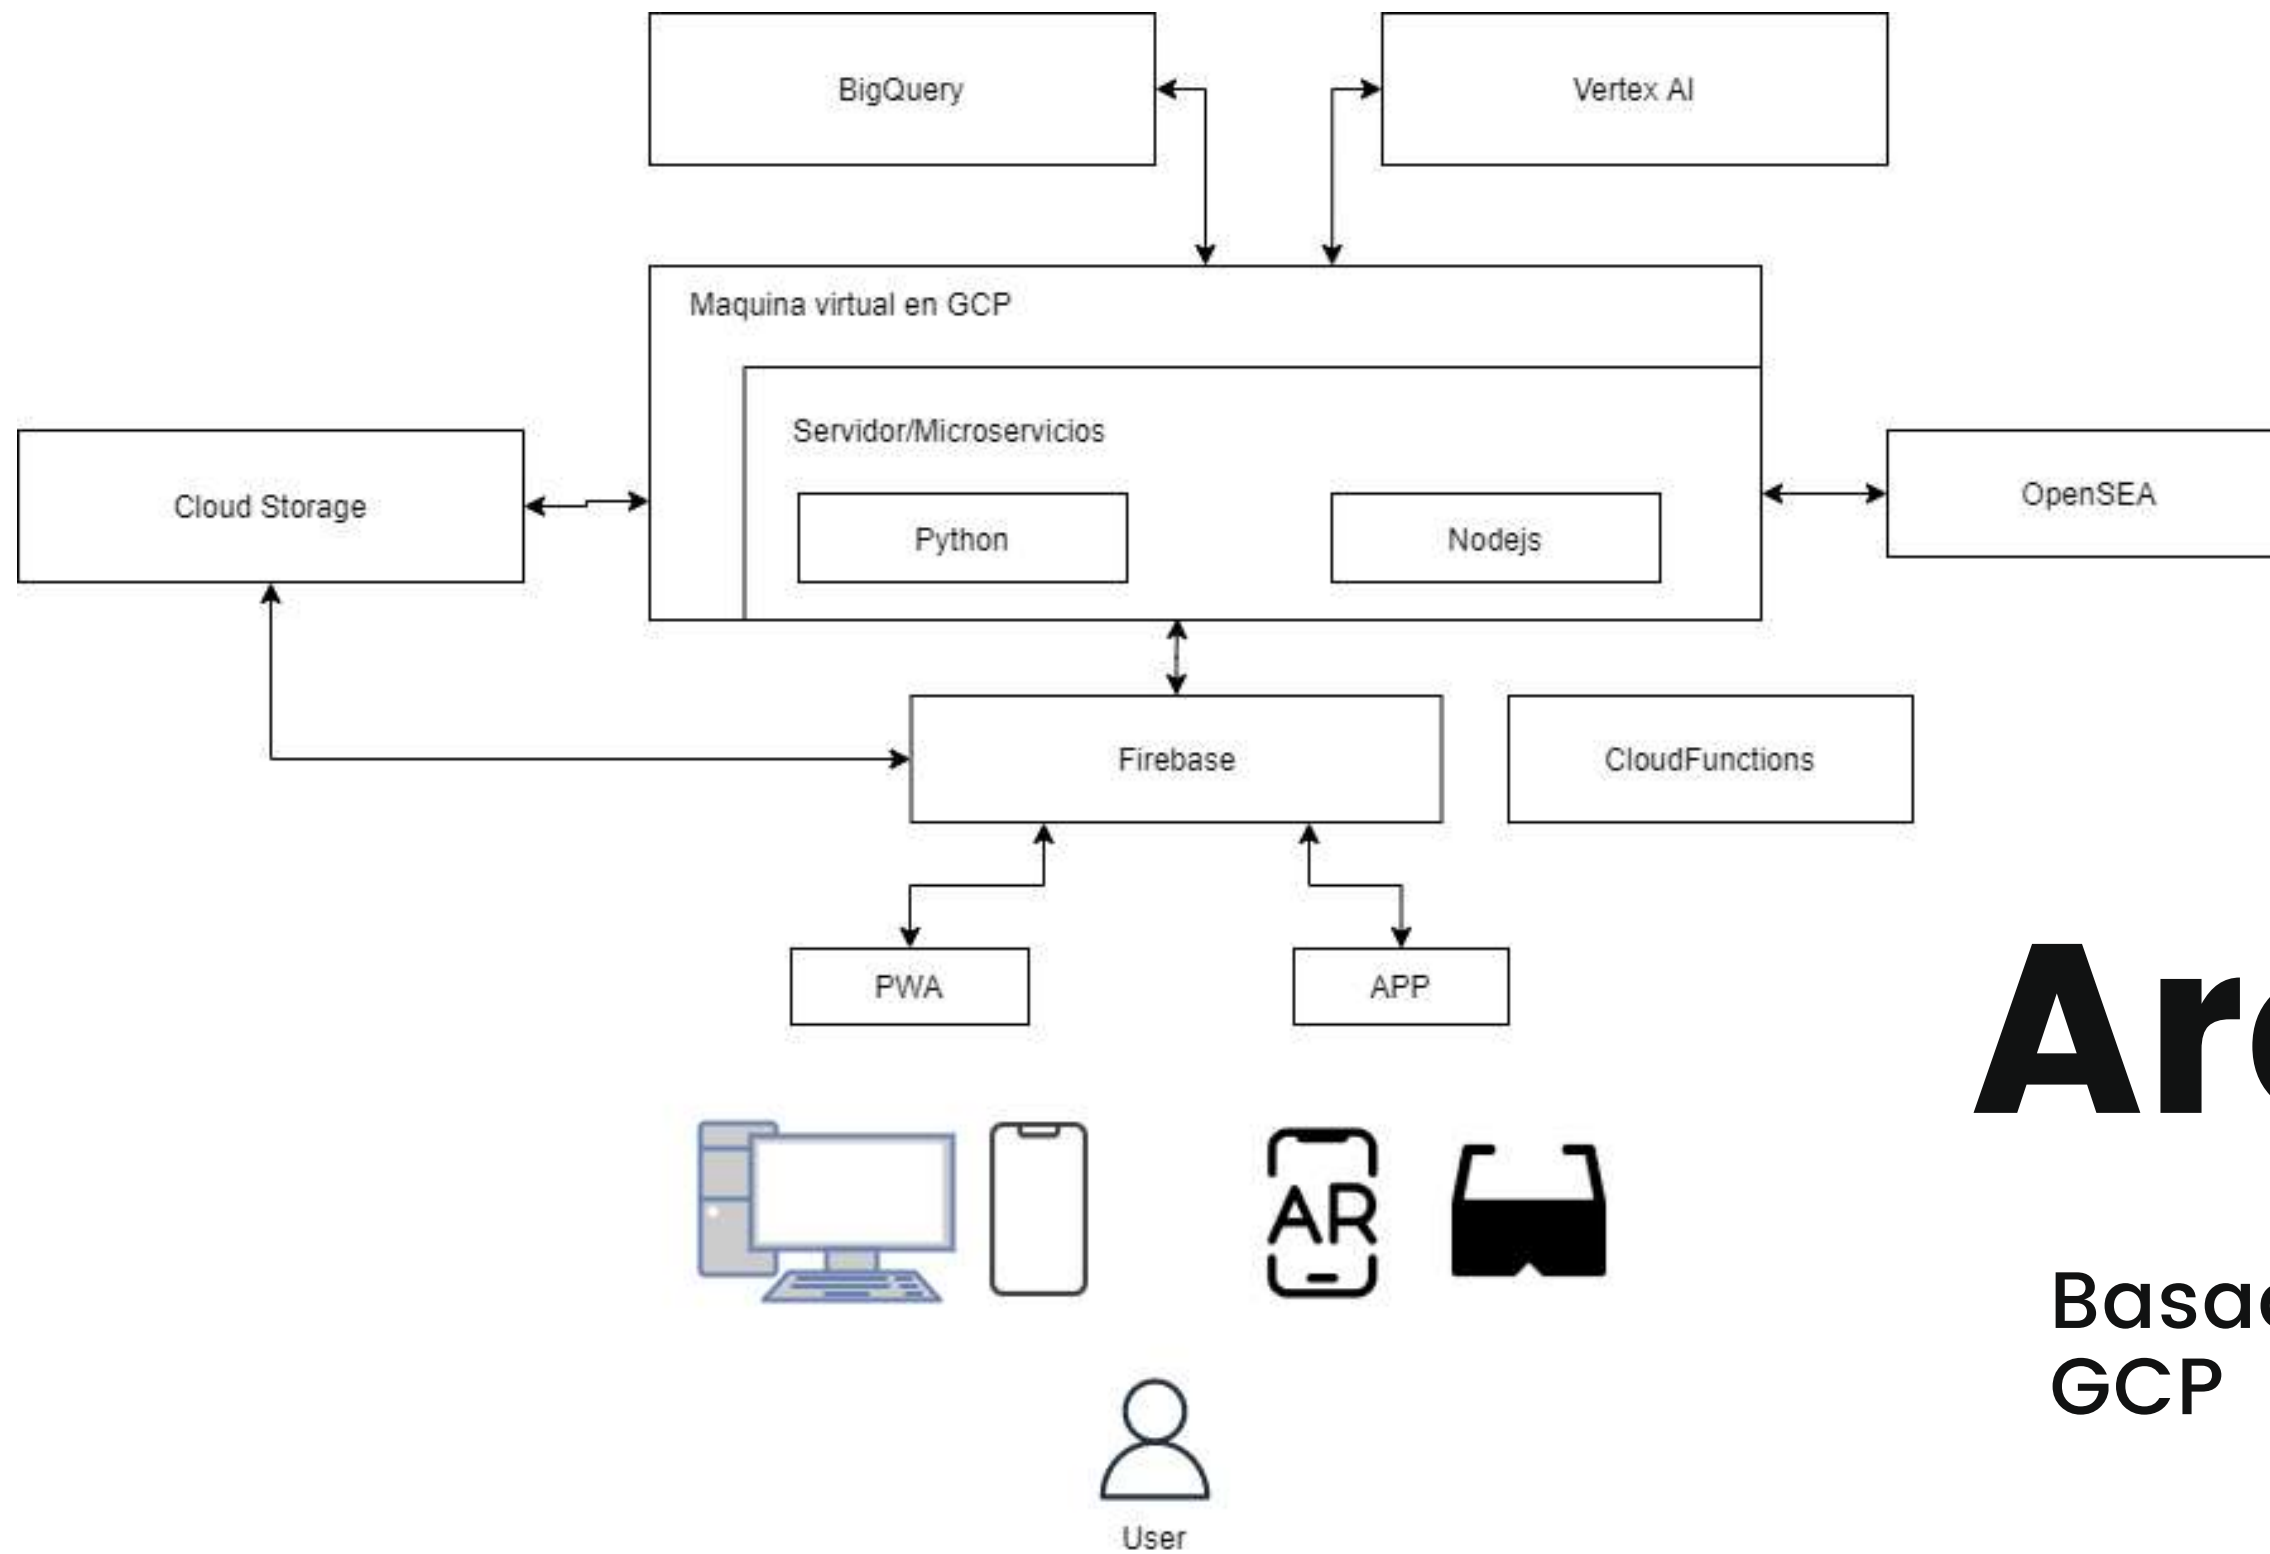 BigQuery
Vertex AI
Maquina virtual en GCP
Servidor/Microservicios
Cloud Storage
Python
Nodejs
OpenSEA
Firebase
CloudFunctions
PWA
APP
AR
GCP
User